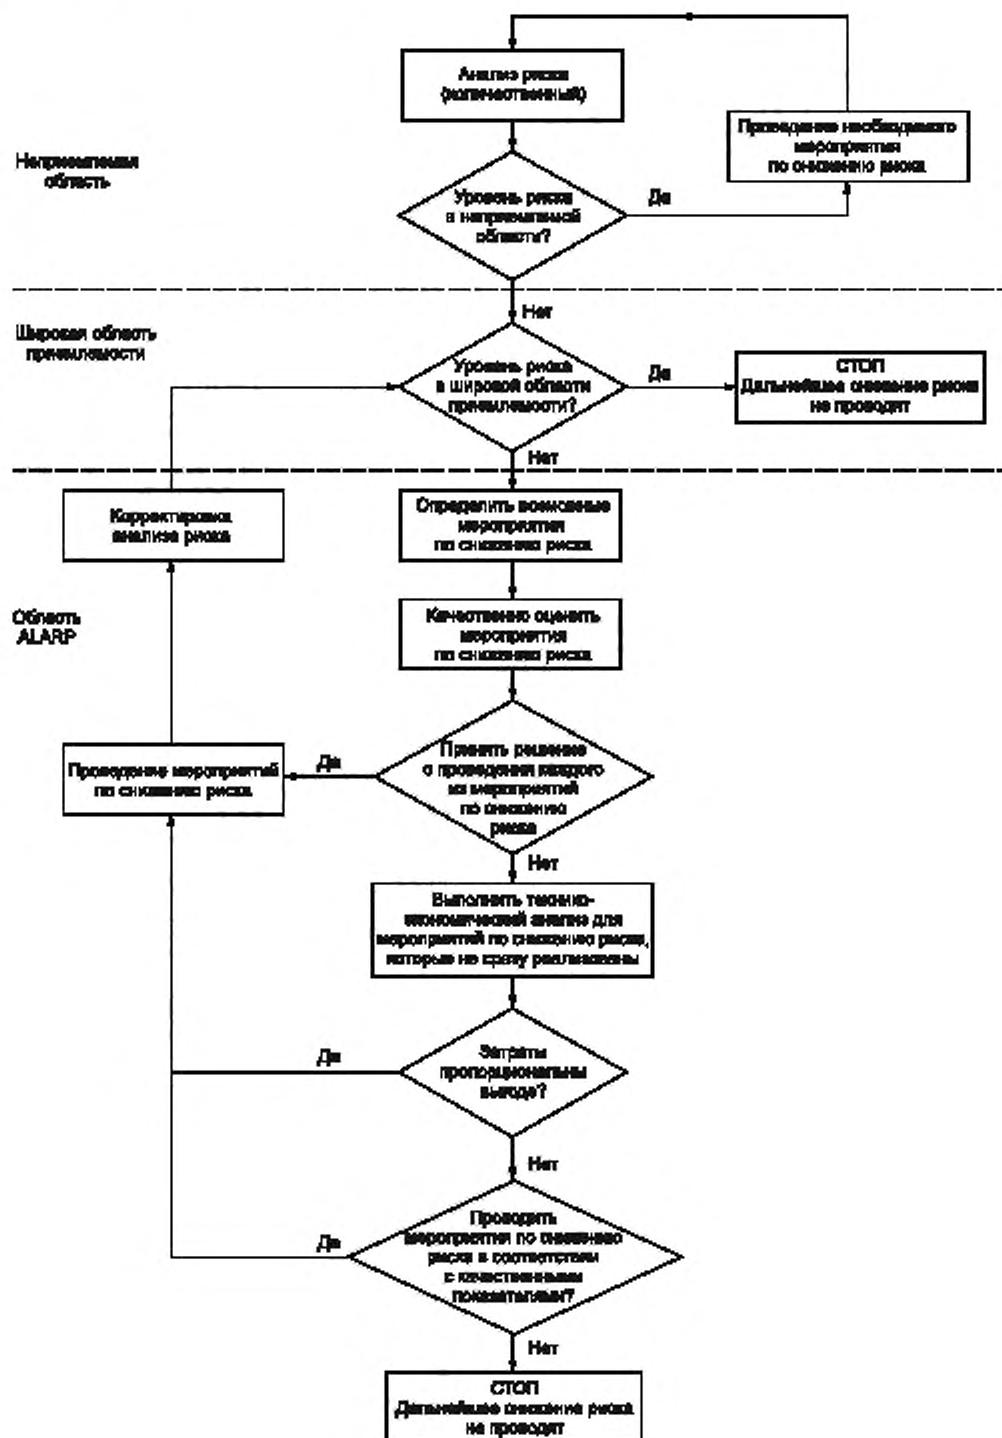 Анализ риска
(количественный)
Проведение необходимого
мероприятия
по снижению риска
Неприемлемая
область
Уровень риска
в неприемлемой
области?
Да
Нет
Широкая область
приемлемости
Уровень риска
в широкой области
приемлемости?
Да
СТОП
Дальнейшее снижение риска
не проводят
Нет
Корректировка
анализа риска
Определить возможные
мероприятия
по снижению риска
Область
ALARP
Качественно оценить
мероприятия
по снижению риска
Проведение мероприятий
по снижению риска
Да
Принять решение
о проведении каждого
из мероприятий
по снижению
риска
Нет
Выполнить технико-
экономический анализ для
мероприятий по снижению риска,
которые не сразу реализованы
Да
Затраты
пропорциональны
выгоде?
Нет
Да
Проводить
мероприятия по снижению
риска в соответствии
с качественными
показателями?
Нет
СТОП
Дальнейшее снижение риска
не проводят